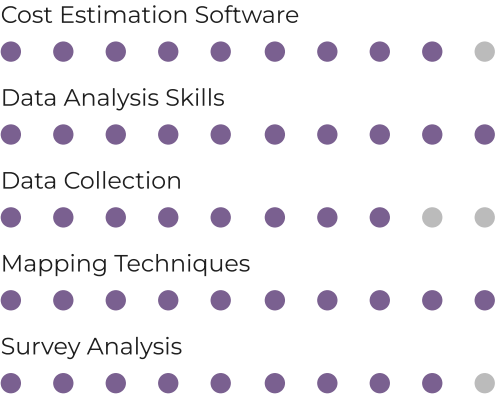 Cost Estimation Software
Data Analysis Skills
Data Collection
Mapping Techniques
Survey Analysis